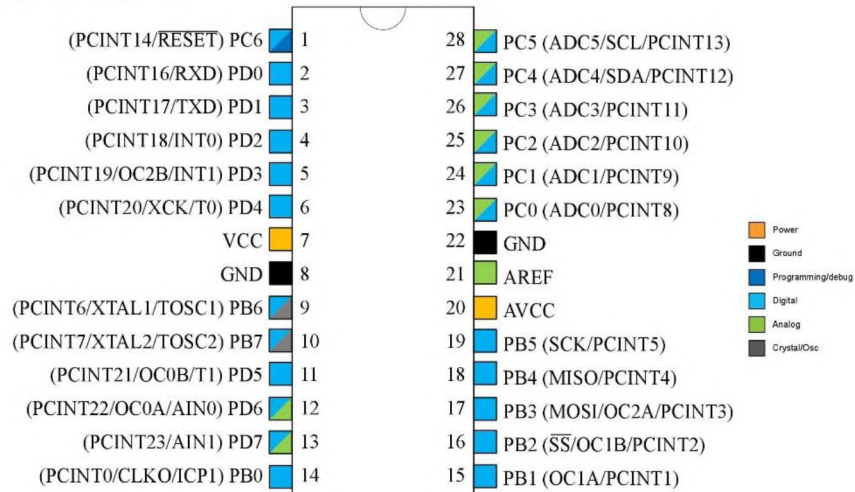 (PCINT14/RESET) PC6 1
(PCINT16/RXD) PD0 2
(PCINT17/TXD) PD1 3
(PCINT18/INT0) PD2 4
(PCINT19/OC2B/INT1) PD3 5
(PCINT20/XCK/T0) PD4 6
VCC 7
GND 8
(PCINT6/XTAL1/TOSC1) PB6 9
(PCINT7/XTAL2/TOSC2) PB7 10
(PCINT21/OC0B/T1) PD5 11
(PCINT22/OC0A/AIN0) PD6 12
(PCINT23/AIN1) PD7 13
(PCINT0/CLKO/ICP1) PB0 14
28 PC5 (ADC5/SCL/PCINT13)
27 PC4 (ADC4/SDA/PCINT12)
26 PC3 (ADC3/PCINT11)
25 PC2 (ADC2/PCINT10)
24 PC1 (ADC1/PCINT9)
23 PC0 (ADC0/PCINT8)
22 GND
21 AREF
20 AVCC
19 PB5 (SCK/PCINT5)
18 PB4 (MISO/PCINT4)
17 PB3 (MOSI/OC2A/PCINT3)
16 PB2 (SS/OC1B/PCINT2)
15 PB1 (OC1A/PCINT1)
Power
Ground
Programming/debug
Digital
Analog
Crystal/Osc